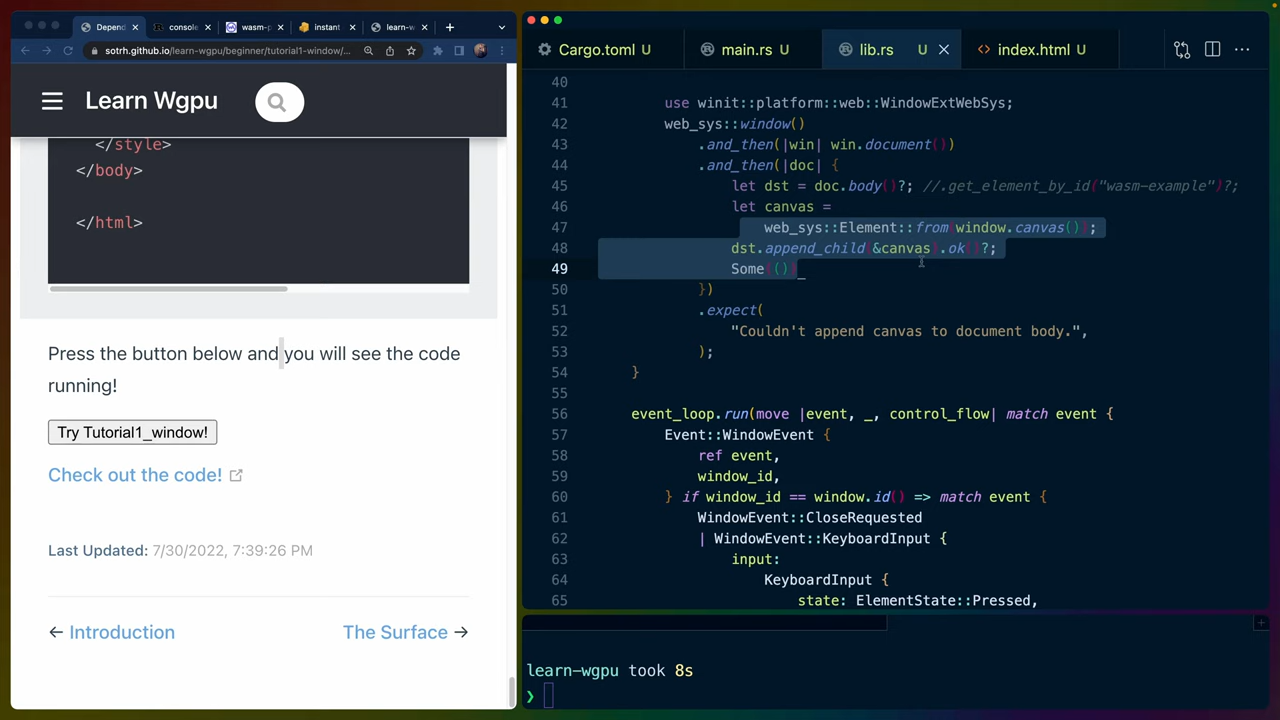 Depend
console
wasm-p
instant
learn-w
sotrh.github.io/learn-wgpu/beginner/tutorial1-window/...
Learn Wgpu
</style>
</body>
</html>
Press the button below and you will see the code
running!
Try Tutorial1_window!
Check out the code!
Last Updated: 7/30/2022, 7:39:26 PM
← Introduction
The Surface →
Cargo.toml U
main.rs U
lib.rs U
index.html U
40
41 use winit::platform::web::WindowExtWebSys;
42 web_sys::window()
43 .and_then(|win| win.document())
44 .and_then(|doc| {
45 let dst = doc.body()?; //.get_element_by_id("wasm-example")?;
46 let canvas =
47 web_sys::Element::from(window.canvas());
48 dst.append_child(&canvas).ok()?;
49 Some(())
50 })
51 .expect(
52 "Couldn't append canvas to document body.",
53 );
54 }
55
56 event_loop.run(move |event, _, control_flow| match event {
57 Event::WindowEvent {
58 ref event,
59 window_id,
60 } if window_id == window.id() => match event {
61 WindowEvent::CloseRequested
62 | WindowEvent::KeyboardInput {
63 input:
64 KeyboardInput {
65 state: ElementState::Pressed,
learn-wgpu took 8s
❯